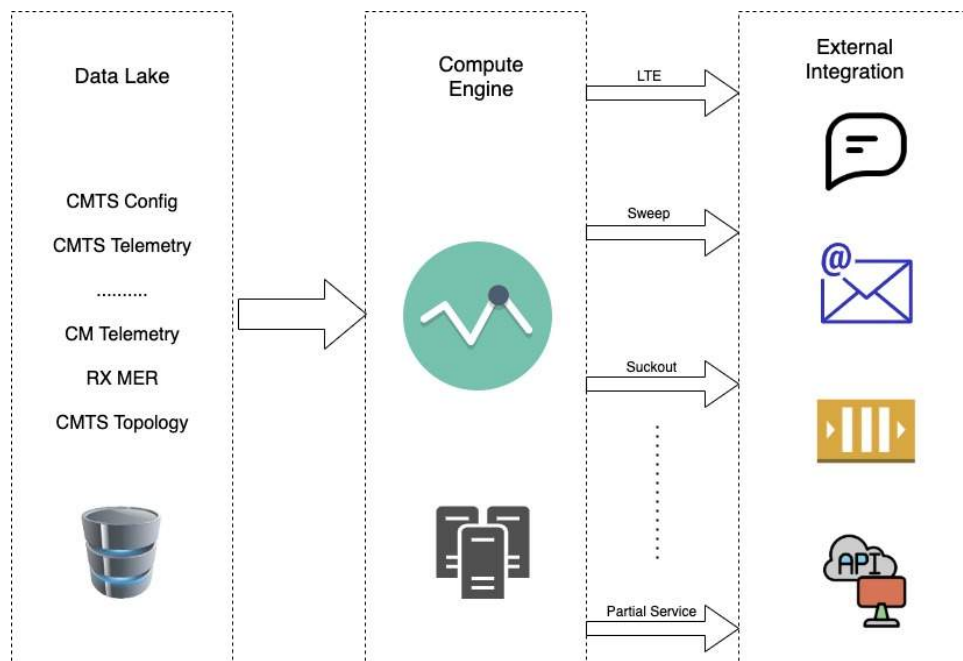 Data Lake
CMTS Config
CMTS Telemetry
..........
CM Telemetry
RX MER
CMTS Topology
Compute
Engine
LTE
Sweep
Suckout
Partial Service
External
Integration
@
API